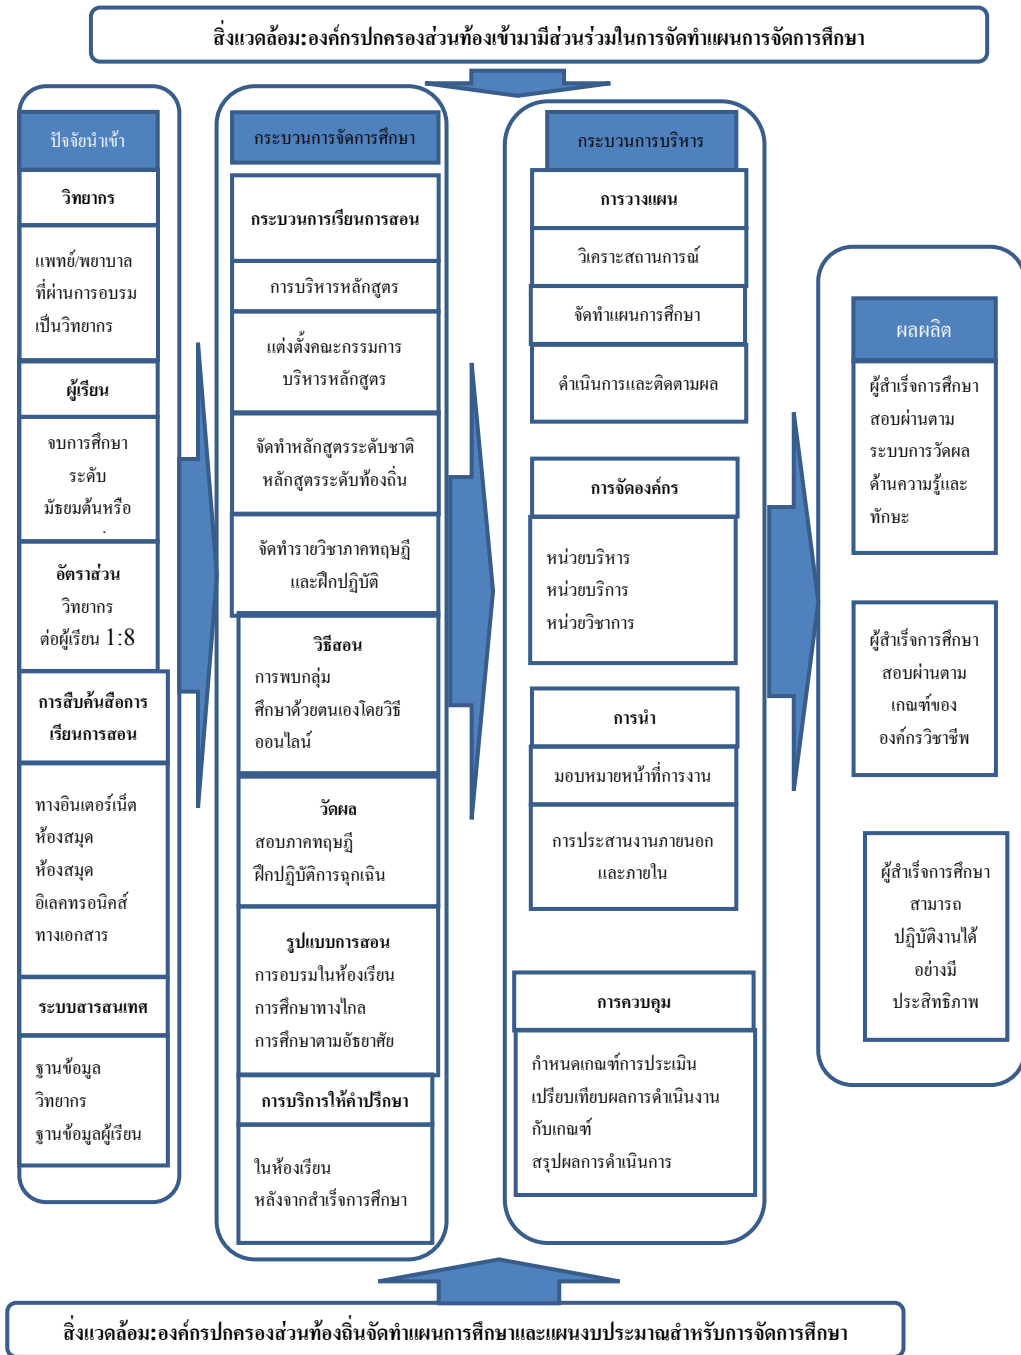 สิ่งแวดล้อม:องค์กรปกครองส่วนท้องเข้ามามีส่วนร่วมในการจัดทำแผนการจัดการศึกษา
ปัจจัยนำเข้า
วิทยากร
แพทย์/พยาบาล
ที่ผ่านการอบรม
เป็นวิทยากร
ผู้เรียน
จบการศึกษา
ระดับ
มัธยมต้นหรือ
อัตราส่วน
วิทยากร
ต่อผู้เรียน 1:8
การสืบค้นสือการ
เรียนการสอน
ทางอินเตอร์เน็ต
ห้องสมุด
ห้องสมุด
อิเลคทรอนิคส์
ทางเอกสาร
ระบบสารสนเทศ
ฐานข้อมูล
วิทยากร
ฐานข้อมูลผู้เรียน
กระบวนการจัดการศึกษา
กระบวนการเรียนการสอน
การบริหารหลักสูตร
แต่งตั้งคณะกรรมการ
บริหารหลักสูตร
จัดทำหลักสูตรระดับชาติ
หลักสูตรระดับท้องถิ่น
จัดทำรายวิชาภาคทฤษฎี
และฝึกปฏิบัติ
วิธีสอน
การพบกลุ่ม
ศึกษาด้วยตนเองโดยวิธี
ออนไลน์
วัดผล
สอบภาคทฤษฎี
ฝึกปฏิบัติการฉุกเฉิน
รูปแบบการสอน
การอบรมในห้องเรียน
การศึกษาทางไกล
การศึกษาตามอัธยาศัย
การบริการให้คำปรึกษา
ในห้องเรียน
หลังจากสำเร็จการศึกษา
กระบวนการบริหาร
การวางแผน
วิเคราะสถานการณ์
จัดทำแผนการศึกษา
ดำเนินการและติดตามผล
การจัดองค์กร
หน่วยบริหาร
หน่วยบริการ
หน่วยวิชาการ
การนำ
มอบหมายหน้าที่การงาน
การประสานงานภายนอก
และภายใน
การควบคุม
กำหนดเกณฑ์การประเมิน
เปรียบเทียบผลการดำเนินงาน
กับเกณฑ์
สรุปผลการดำเนินการ
ผลผลิต
ผู้สำเร็จการศึกษา
สอบผ่านตาม
ระบบการวัดผล
ด้านความรู้และ
ทักษะ
ผู้สำเร็จการศึกษา
สอบผ่านตาม
เกณฑ์ของ
องค์กรวิชาชีพ
ผู้สำเร็จการศึกษา
สามารถ
ปฏิบัติงานได้
อย่างมี
ประสิทธิภาพ
สิ่งแวดล้อม:องค์กรปกครองส่วนท้องถิ่นจัดทำแผนการศึกษาและแผนงบประมาณสำหรับการจัดการศึกษา